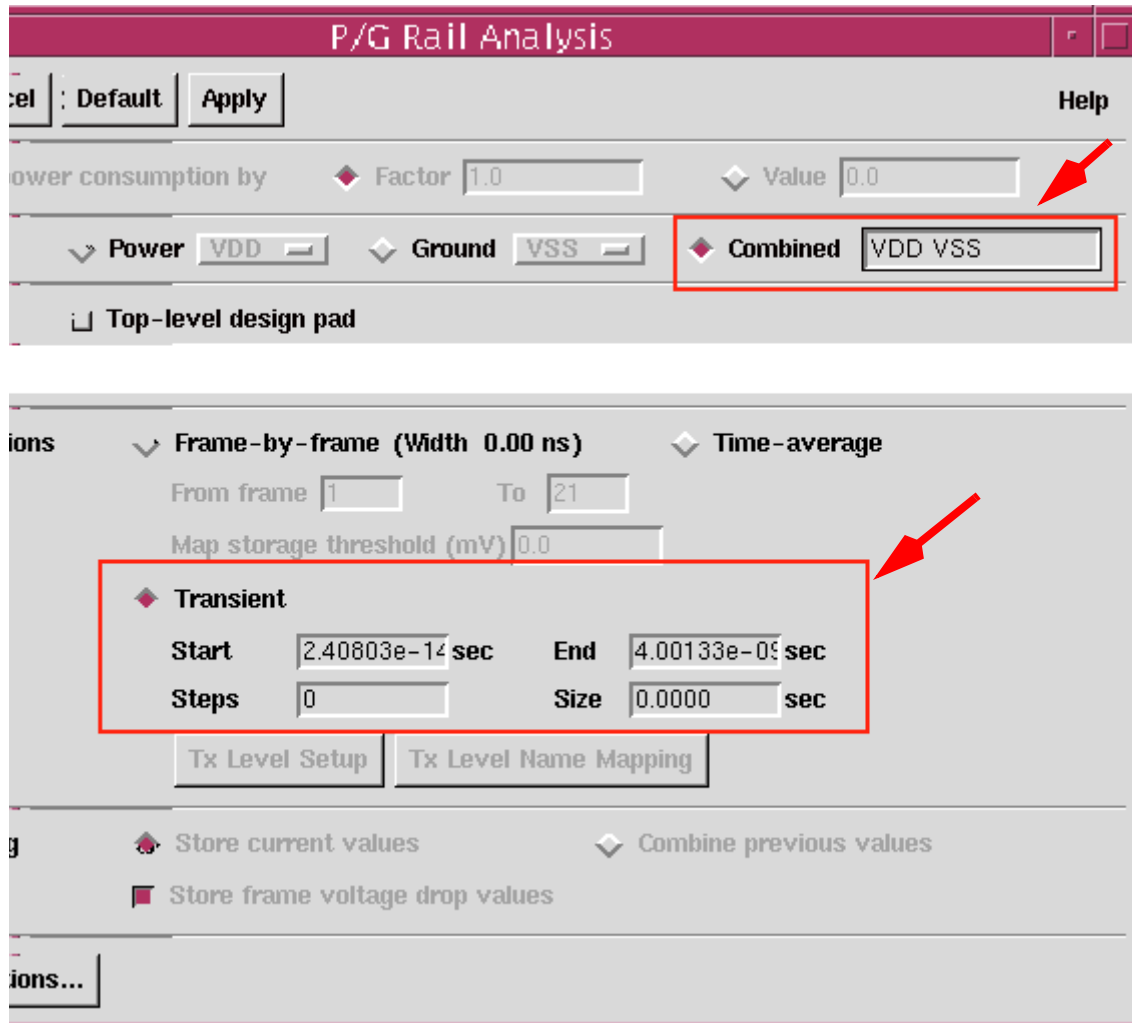 P/G Rail Analysis
Default Apply Help
consumption by Factor 1.0 Value 0.0
Power VDD Ground VSS Combined VDD VSS
Top-level design pad
Frame-by-frame (Width 0.00 ns) Time-average
From frame 1 To 21
Map storage threshold (mV) 0.0
Transient
Start 2.40803e-14 sec End 4.00133e-09 sec
Steps 0 Size 0.0000 sec
Tx Level Setup Tx Level Name Mapping
Store current values Combine previous values
Store frame voltage drop values